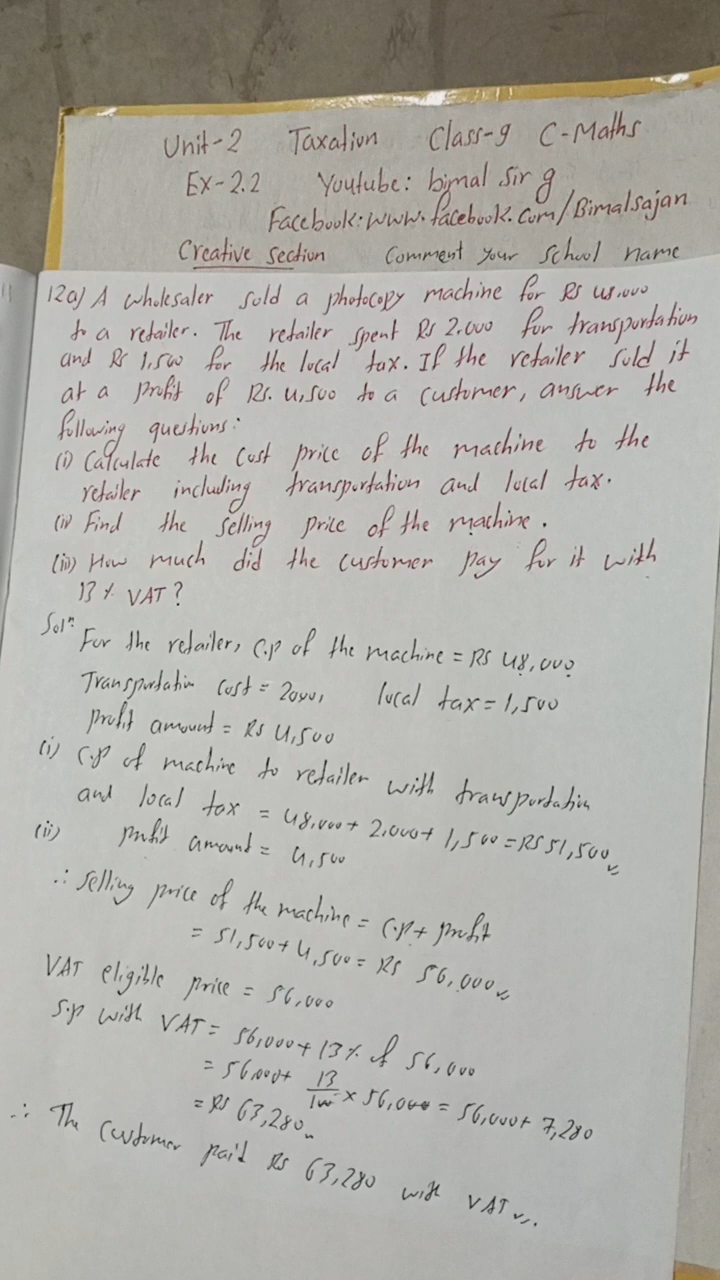 Unit-2 Taxation Class-9 C-Maths
Ex-2.2 Youtube: bimal Sir g
Facebook: www.facebook.com/Bimalsajan
Creative section Comment your School name
12a) A wholesaler sold a photocopy machine for Rs 48,000
to a retailer. The retailer spent Rs 2,000 for transportation
and Rs 1,500 for the local tax. If the retailer sold it
at a profit of Rs. 4,500 to a customer, answer the
following questions:
(i) Calculate the cost price of the machine to the
retailer including transportation and local tax.
(ii) Find the selling price of the machine.
(iii) How much did the customer pay for it with
13% VAT?
Solⁿ
For the retailer, C.P of the machine = RS 48,000
Transportation cost = 2000, local tax = 1,500
profit amount = Rs 4,500
(i) C.P of machine to retailer with transportation
and local tax = 48,000 + 2,000 + 1,500 = RS 51,500
(ii) profit amount = 4,500
∴ Selling price of the machine = C.P + profit
= 51,500 + 4,500 = Rs 56,000
VAT eligible price = 56,000
S.p with VAT = 56,000 + 13% of 56,000
= 56,000 + 13/100 × 56,000 = 56,000 + 7,280
= Rs 63,280
∴ The customer paid Rs 63,280 with VAT